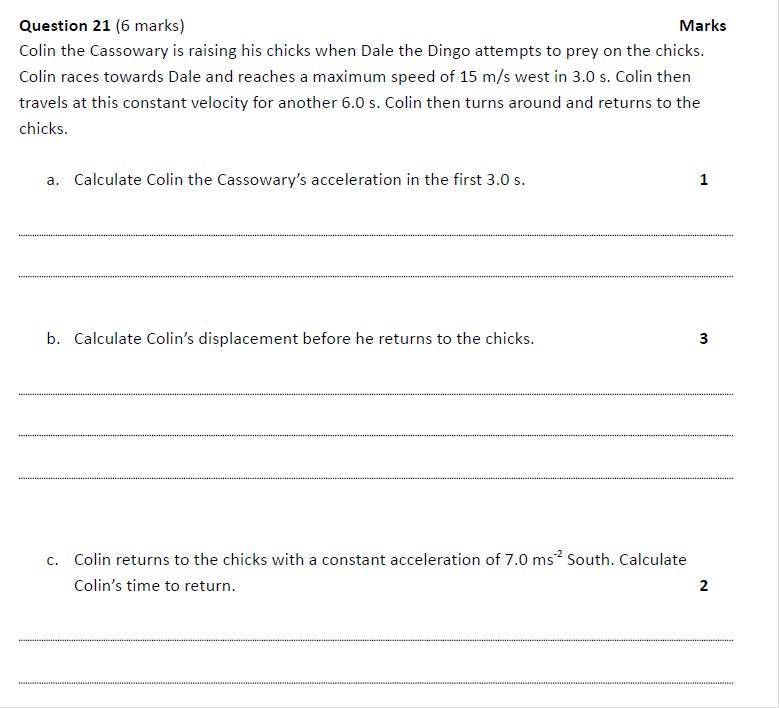 Question 21 (6 marks) Marks
Colin the Cassowary is raising his chicks when Dale the Dingo attempts to prey on the chicks.
Colin races towards Dale and reaches a maximum speed of 15 m/s west in 3.0 s. Colin then
travels at this constant velocity for another 6.0 s. Colin then turns around and returns to the
chicks.
a. Calculate Colin the Cassowary’s acceleration in the first 3.0 s. 1
b. Calculate Colin’s displacement before he returns to the chicks. 3
c. Colin returns to the chicks with a constant acceleration of 7.0 ms⁻² South. Calculate
Colin’s time to return. 2